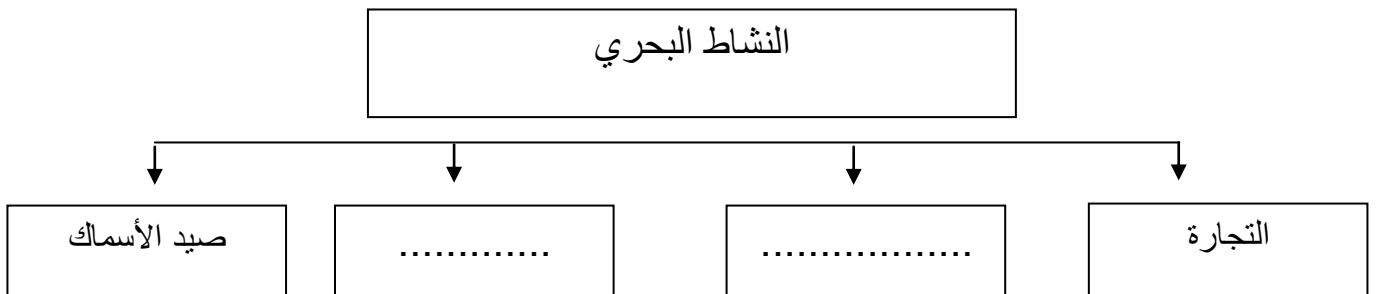 النشاط البحري
التجارة
..................
.............
صيد الأسماك